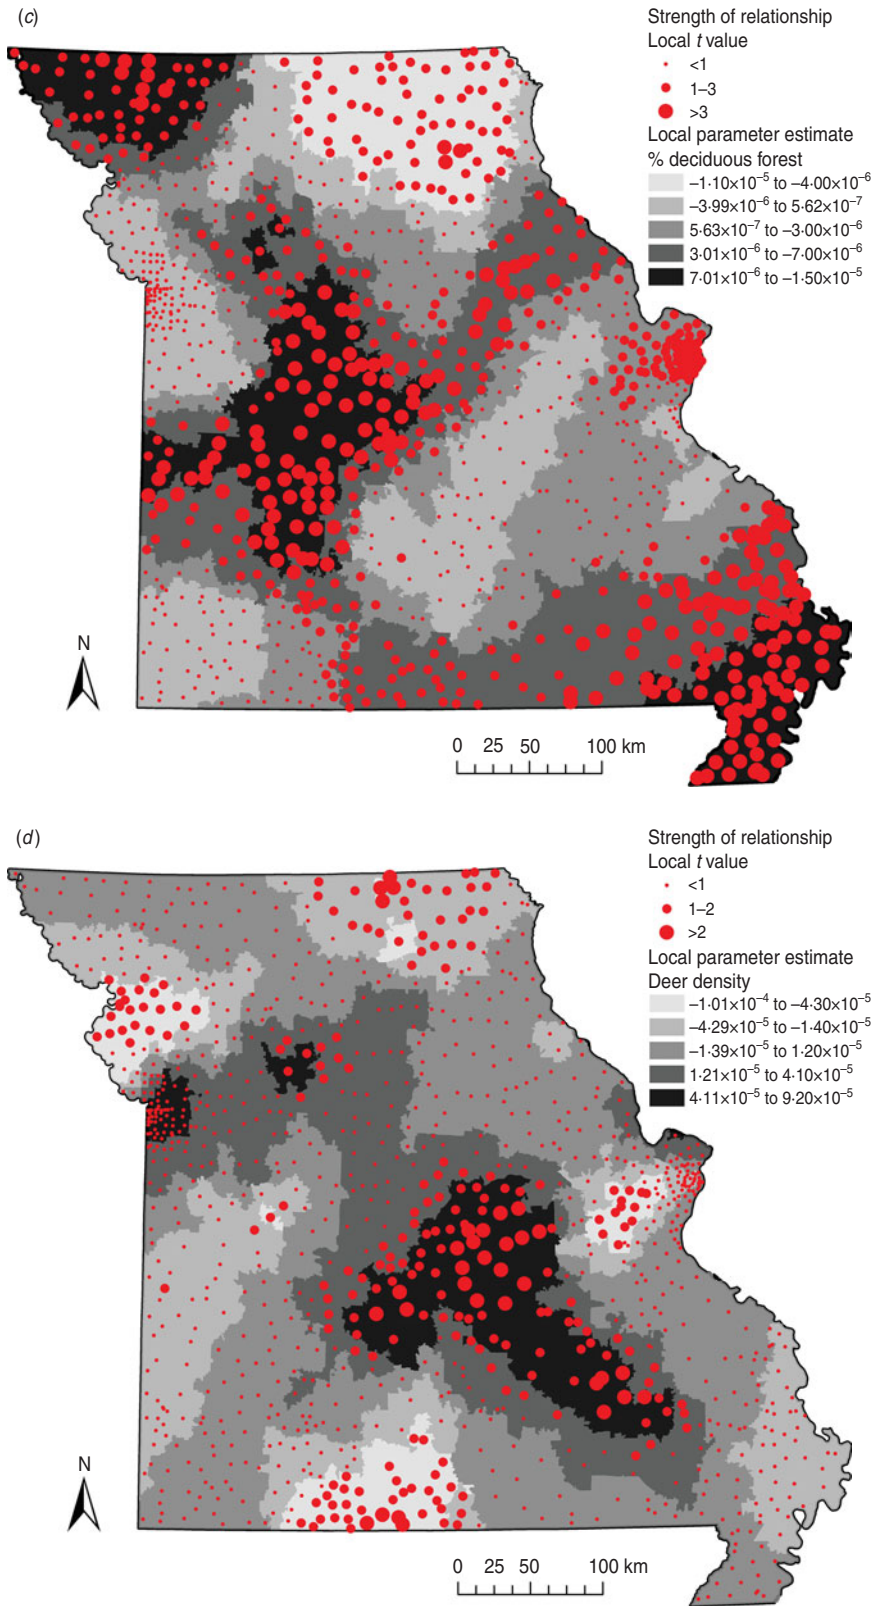 (c)
Strength of relationship
Local t value
<1
1–3
>3
Local parameter estimate
% deciduous forest
–1·10×10⁻⁵ to –4·00×10⁻⁶
–3·99×10⁻⁶ to 5·62×10⁻⁷
5·63×10⁻⁷ to –3·00×10⁻⁶
3·01×10⁻⁶ to –7·00×10⁻⁶
7·01×10⁻⁶ to –1·50×10⁻⁵
N
0 25 50 100 km
(d)
Strength of relationship
Local t value
<1
1–2
>2
Local parameter estimate
Deer density
–1·01×10⁻⁴ to –4·30×10⁻⁵
–4·29×10⁻⁵ to –1·40×10⁻⁵
–1·39×10⁻⁵ to 1·20×10⁻⁵
1·21×10⁻⁵ to 4·10×10⁻⁵
4·11×10⁻⁵ to 9·20×10⁻⁵
N
0 25 50 100 km